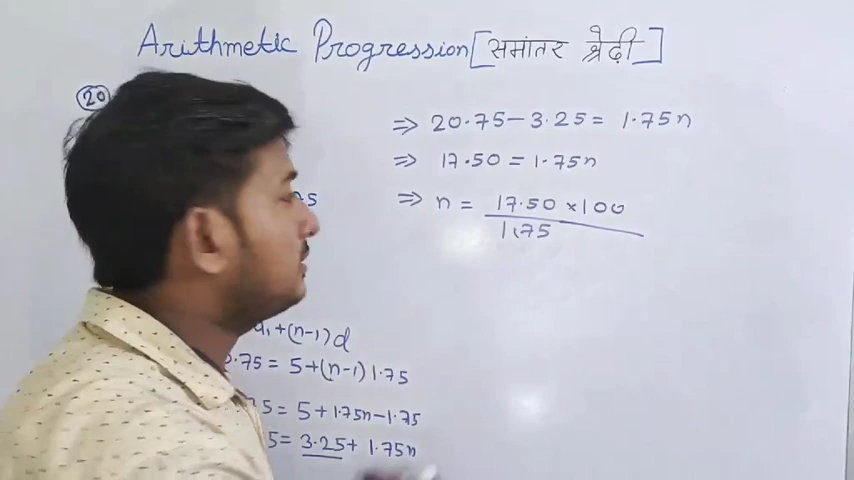 Arithmetic Progression [समांतर श्रेढ़ी]
20
⇒ 20.75-3.25 = 1.75n
⇒ 17.50 = 1.75n
⇒ n = 17.50 ×100
1.75
+(n-1)d
.75 = 5+(n-1)1.75
5 = 5+1.75n-1.75
5 = 3.25+ 1.75n